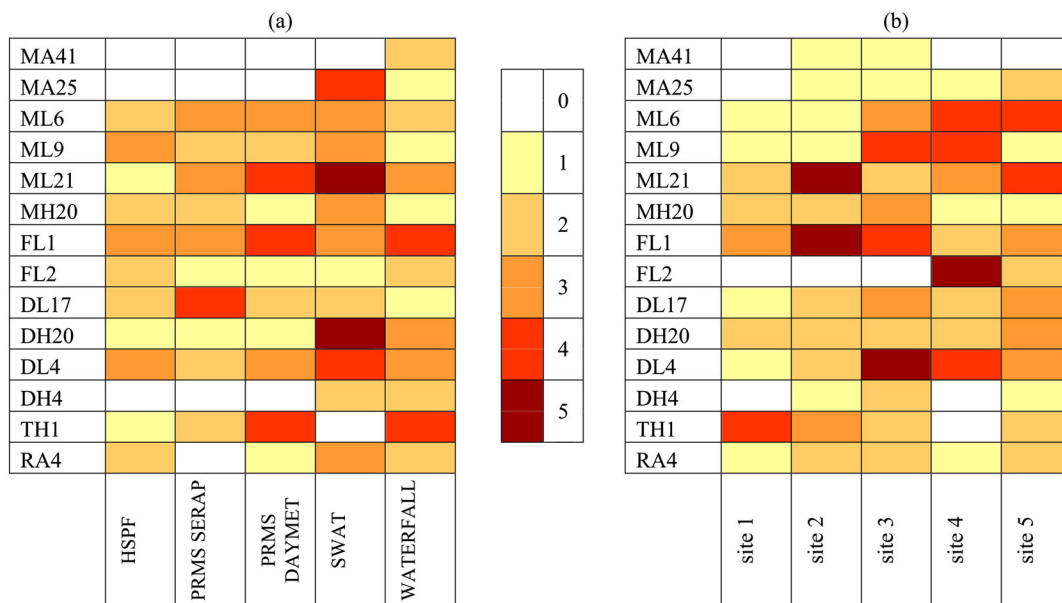 (a)
(b)
MA41
MA25
ML6
ML9
ML21
MH20
FL1
FL2
DL17
DH20
DL4
DH4
TH1
RA4
HSPF
PRMS SERAP
PRMS
DAYMET
SWAT
WATERFALL
0
1
2
3
4
5
MA41
MA25
ML6
ML9
ML21
MH20
FL1
FL2
DL17
DH20
DL4
DH4
TH1
RA4
site 1
site 2
site 3
site 4
site 5